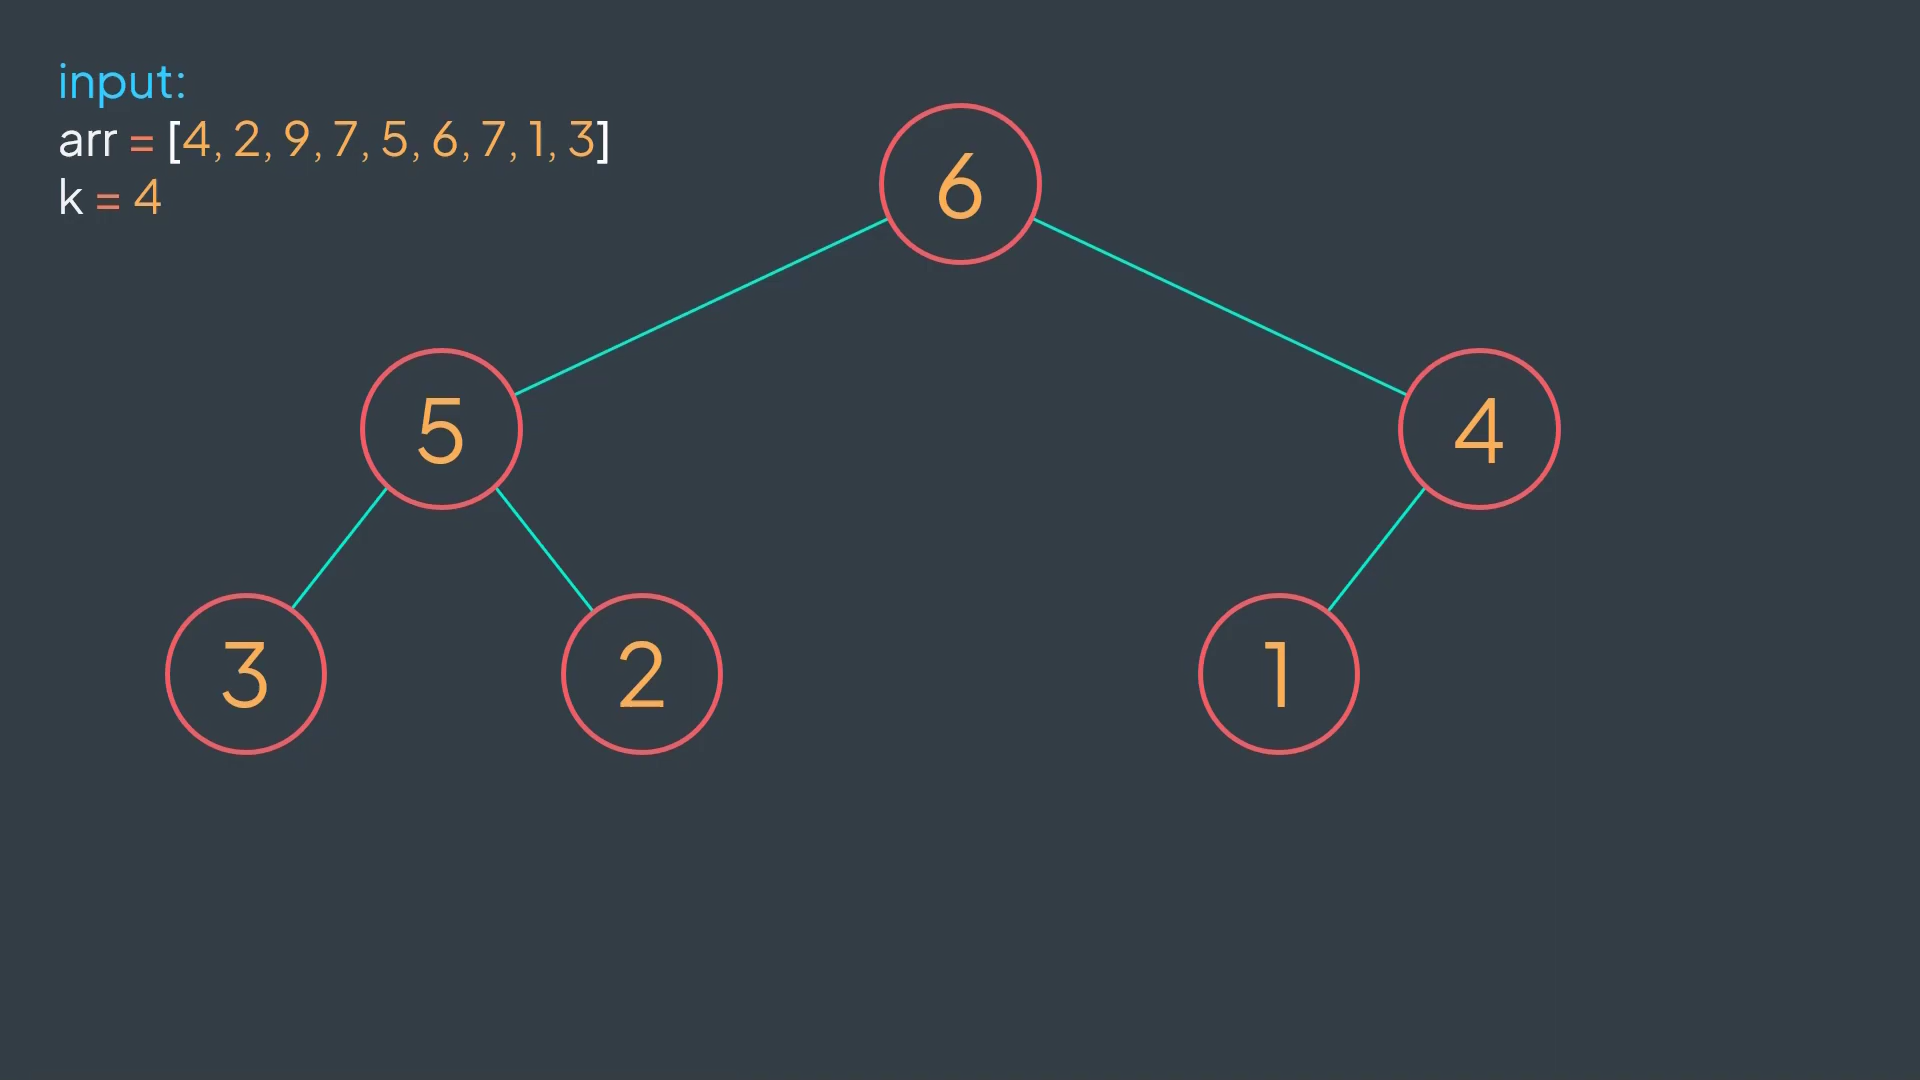 input:
arr = [4, 2, 9, 7, 5, 6, 7, 1, 3]
k = 4
6
5
4
3
2
1